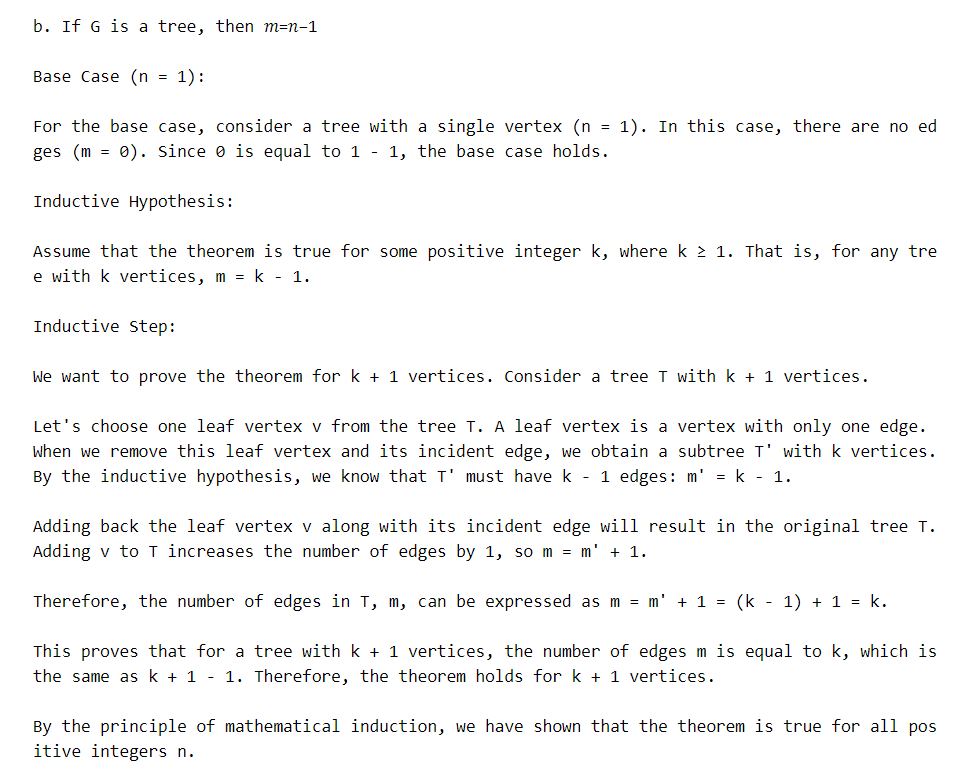 b. If G is a tree, then m=n−1
Base Case (n = 1):
For the base case, consider a tree with a single vertex (n = 1). In this case, there are no ed
ges (m = 0). Since 0 is equal to 1 - 1, the base case holds.
Inductive Hypothesis:
Assume that the theorem is true for some positive integer k, where k ≥ 1. That is, for any tre
e with k vertices, m = k - 1.
Inductive Step:
We want to prove the theorem for k + 1 vertices. Consider a tree T with k + 1 vertices.
Let's choose one leaf vertex v from the tree T. A leaf vertex is a vertex with only one edge.
When we remove this leaf vertex and its incident edge, we obtain a subtree T' with k vertices.
By the inductive hypothesis, we know that T' must have k - 1 edges: m' = k - 1.
Adding back the leaf vertex v along with its incident edge will result in the original tree T.
Adding v to T increases the number of edges by 1, so m = m' + 1.
Therefore, the number of edges in T, m, can be expressed as m = m' + 1 = (k - 1) + 1 = k.
This proves that for a tree with k + 1 vertices, the number of edges m is equal to k, which is
the same as k + 1 - 1. Therefore, the theorem holds for k + 1 vertices.
By the principle of mathematical induction, we have shown that the theorem is true for all pos
itive integers n.